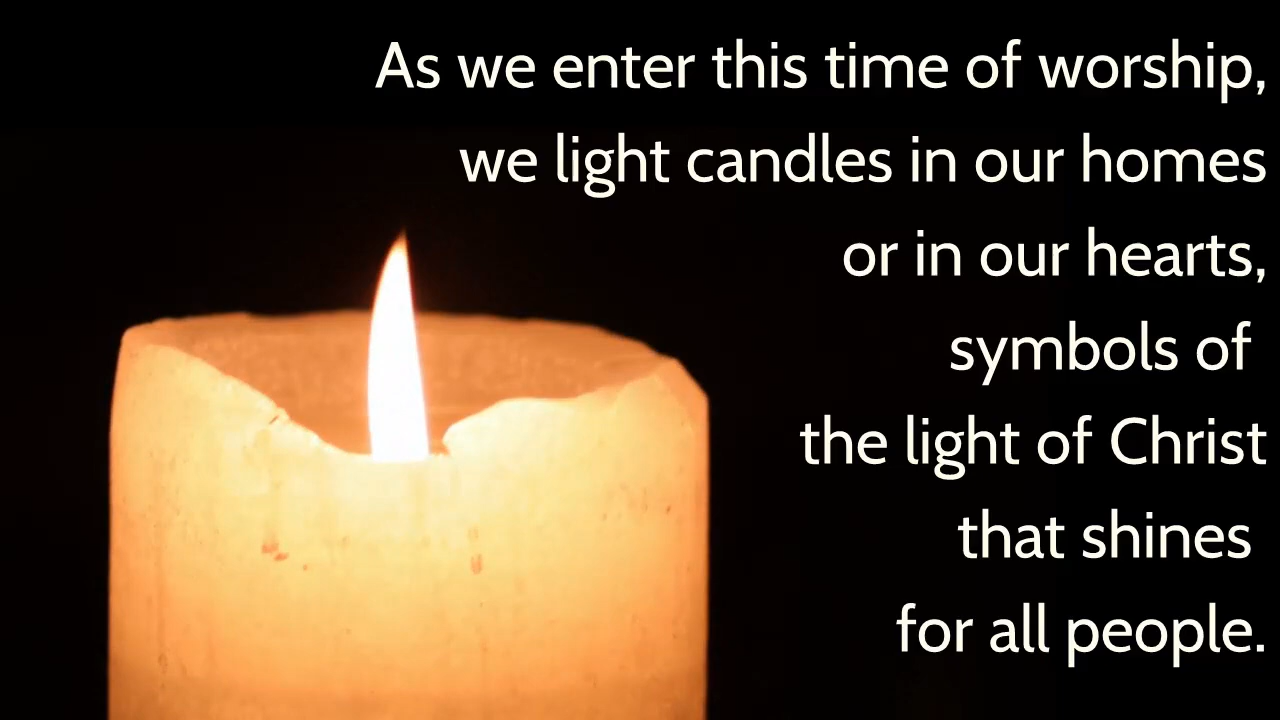 As we enter this time of worship,
we light candles in our homes
or in our hearts,
symbols of
the light of Christ
that shines
for all people.